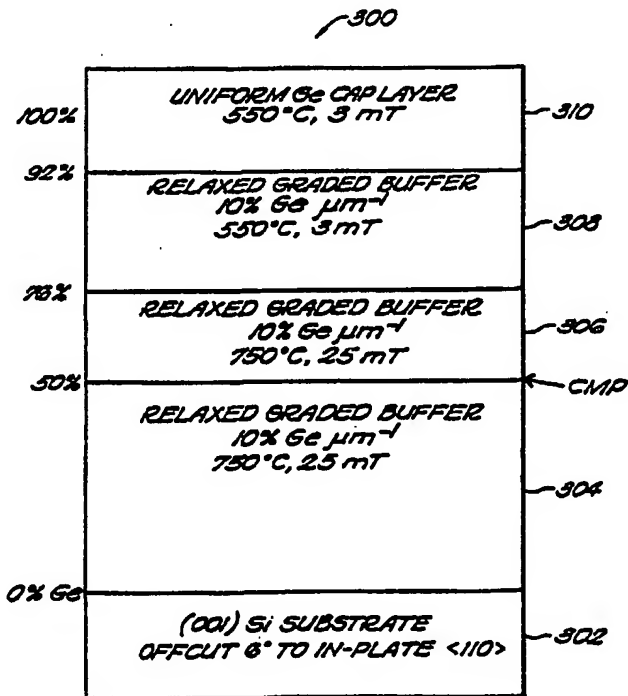 300
UNIFORM Ge CAP LAYER
550°C, 3 mT
100%
310
92%
RELAXED GRADED BUFFER
10% Ge µm⁻¹
550°C, 3 mT
308
76%
RELAXED GRADED BUFFER
10% Ge µm⁻¹
750°C, 25 mT
306
50%
CMP
RELAXED GRADED BUFFER
10% Ge µm⁻¹
750°C, 25 mT
304
0% Ge
(001) Si SUBSTRATE
OFFCUT 6° TO IN-PLATE <110>
302